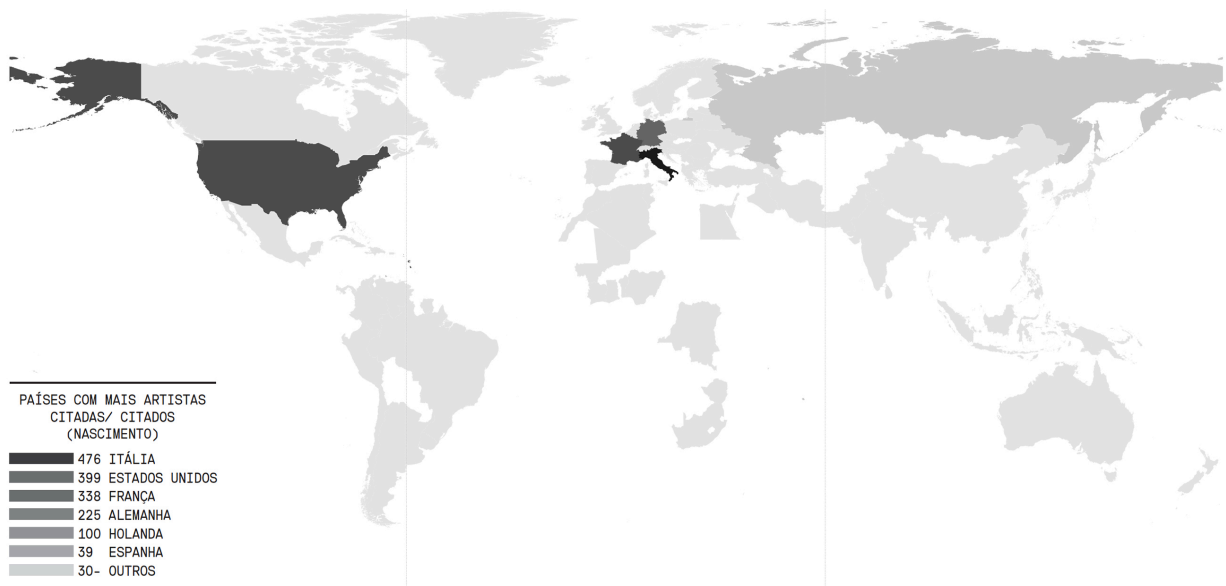 PAÍSES COM MAIS ARTISTAS
CITADAS/ CITADOS
(NASCIMENTO)
476 ITÁLIA
399 ESTADOS UNIDOS
338 FRANÇA
225 ALEMANHA
100 HOLANDA
39 ESPANHA
30- OUTROS